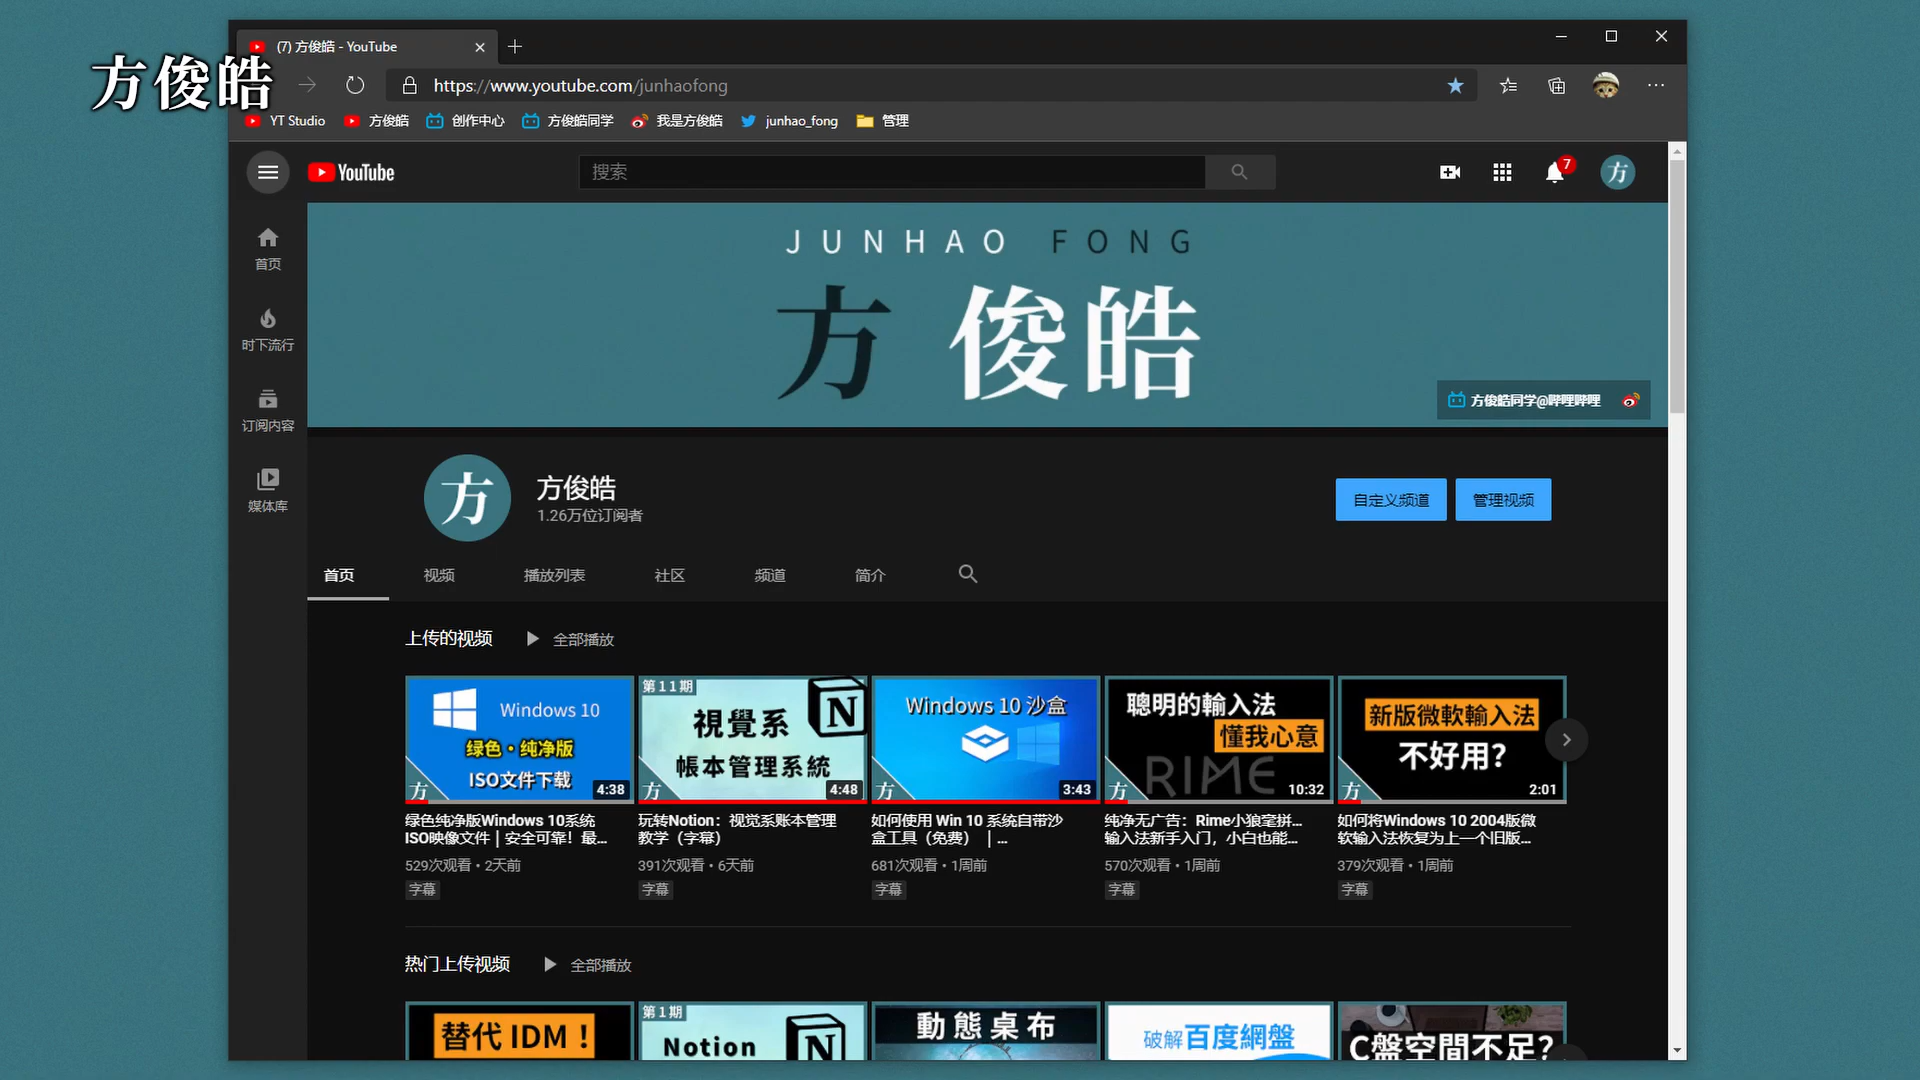 (7) 方俊皓 - YouTube
方俊皓
https://www.youtube.com/junhaofong
YT Studio
方俊皓
创作中心
方俊皓同学
我是方俊皓
junhao_fong
管理
YouTube
搜索
7
方
首页
时下流行
订阅内容
媒体库
JUNHAO FONG
方俊皓
方俊皓同学@哔哩哔哩
方
方俊皓
1.26万位订阅者
自定义频道
管理视频
首页
视频
播放列表
社区
频道
简介
上传的视频
全部播放
Windows 10
绿色·纯净版
ISO文件下载
方
4:38
第11期
視覺系
帳本管理系統
N
方
4:48
Windows 10 沙盒
方
3:43
聰明的輸入法
懂我心意
RIME
方
10:32
新版微軟輸入法
不好用?
方
2:01
绿色纯净版Windows 10系统
ISO映像文件 | 安全可靠！最...
529次观看 • 2天前
字幕
玩转Notion：视觉系账本管理
教学（字幕）
391次观看 • 6天前
字幕
如何使用 Win 10 系统自带沙
盒工具（免费） | ...
681次观看 • 1周前
字幕
纯净无广告：Rime小狼毫拼...
输入法新手入门，小白也能...
570次观看 • 1周前
字幕
如何将Windows 10 2004版微
软输入法恢复为上一个旧版...
379次观看 • 1周前
字幕
热门上传视频
全部播放
替代 IDM！
第1期
Notion
N
動態桌布
破解百度網盤
C盤空間不足?